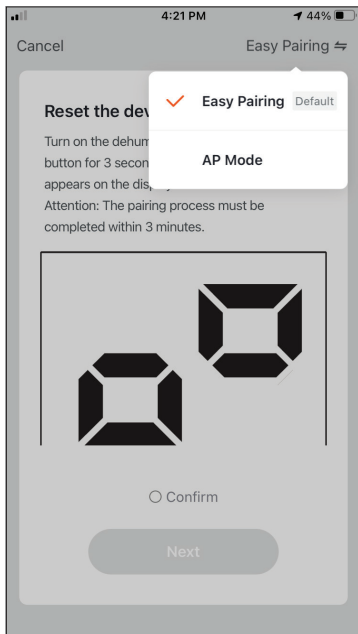 4:21 PM
44%
Cancel
Easy Pairing
Easy Pairing Default
AP Mode
Reset the dev
Turn on the dehum
button for 3 secon
appears on the dis
Attention: The pairing process must be
completed within 3 minutes.
Confirm
Next